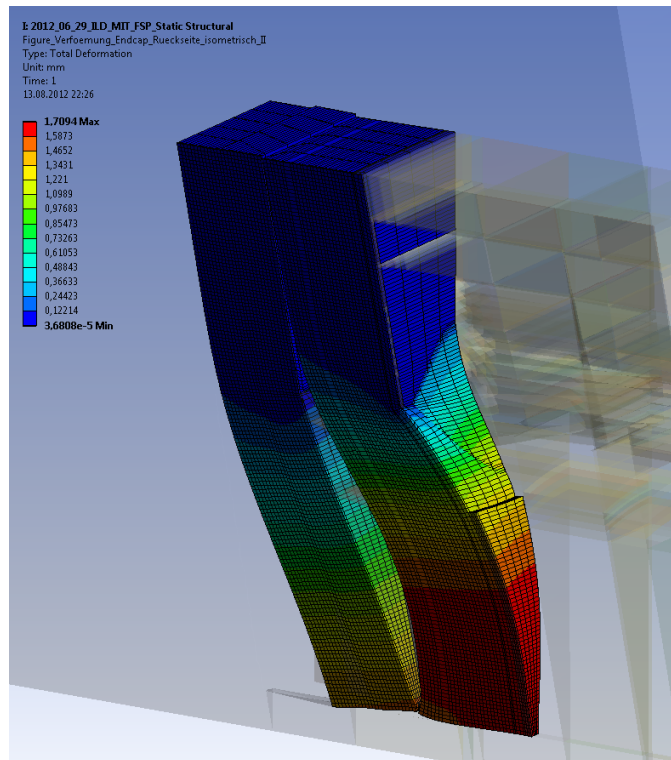 I: 2012_06_29_ILD_MIT_FSP_Static Structural
Figure_Verfoemung_Endcap_Rueckseite_isometrisch_II
Type: Total Deformation
Unit: mm
Time: 1
13.08.2012 22:26
1,7094 Max
1,5873
1,4652
1,3431
1,221
1,0989
0,97683
0,85473
0,73263
0,61053
0,48843
0,36633
0,24423
0,12214
3,6808e-5 Min